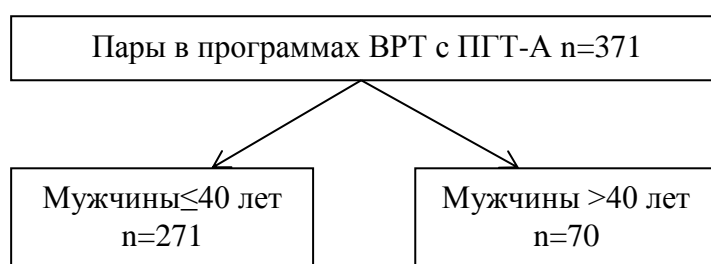 Пары в программах ВРТ с ПГТ-А n=371
Мужчины≤40 лет
n=271
Мужчины >40 лет
n=70